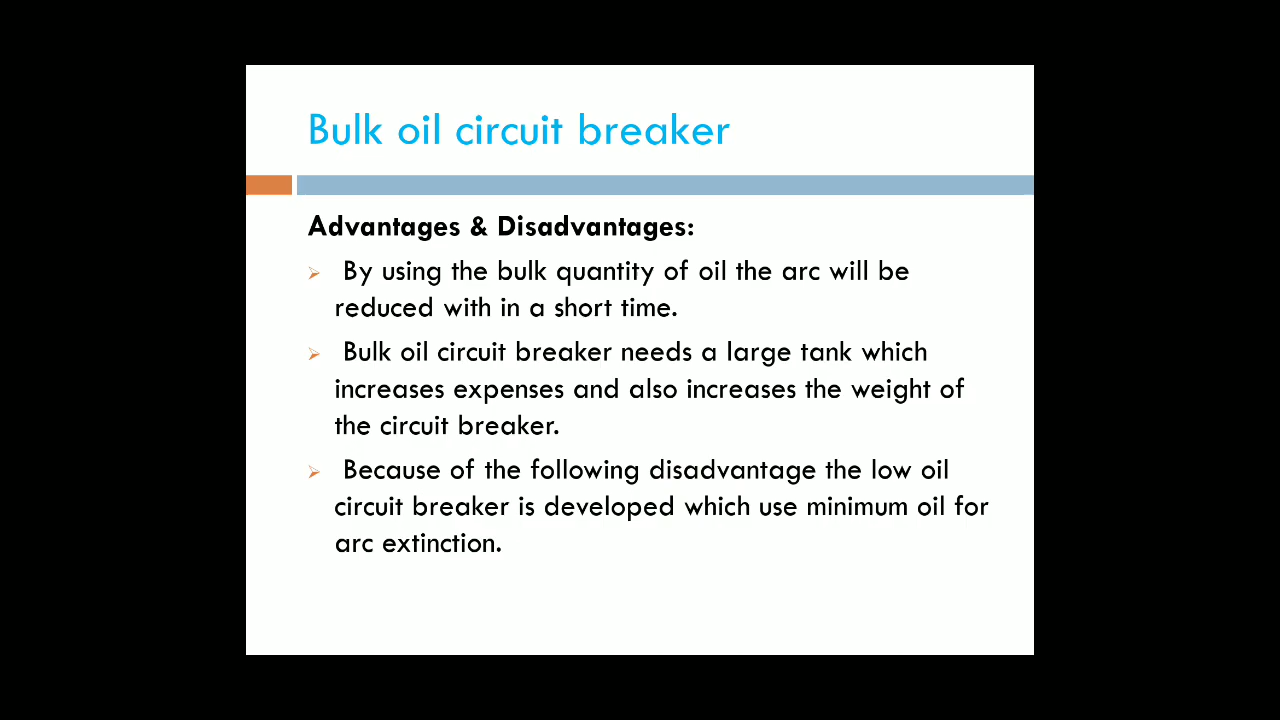 Bulk oil circuit breaker
Advantages & Disadvantages:
By using the bulk quantity of oil the arc will be
reduced with in a short time.
Bulk oil circuit breaker needs a large tank which
increases expenses and also increases the weight of
the circuit breaker.
Because of the following disadvantage the low oil
circuit breaker is developed which use minimum oil for
arc extinction.